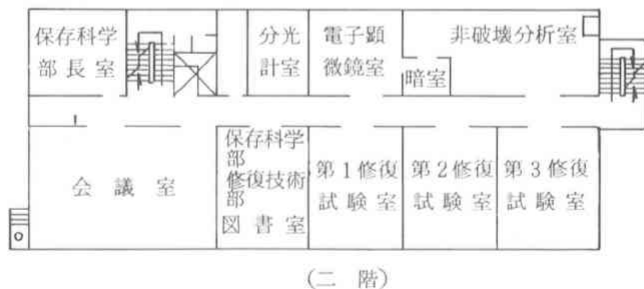 保存科学
部長室
分光
計室
電子顕
微鏡室
暗室
非破壊分析室
会議室
保存科学
部
修復技術
部
図書室
第1修復
試験室
第2修復
試験室
第3修復
試験室
(二階)